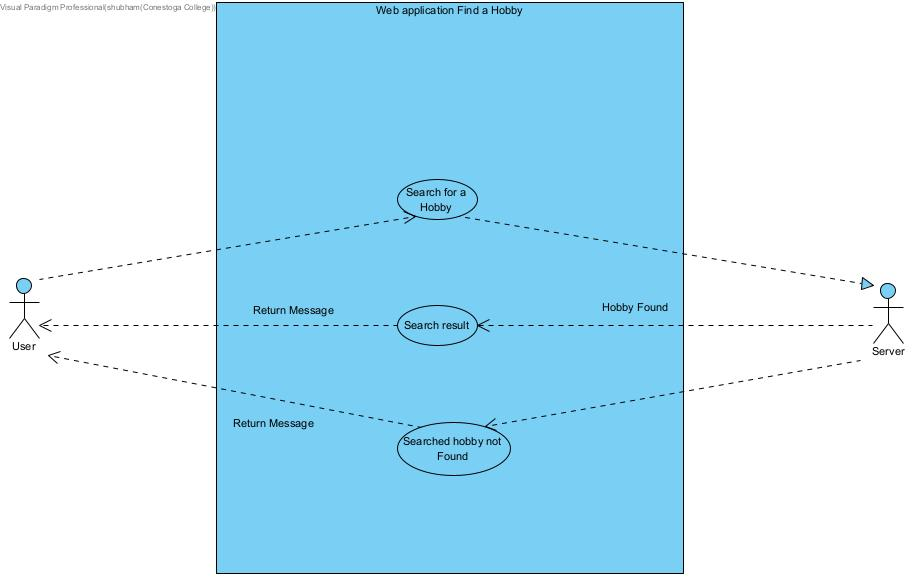 Visual Paradigm Professional(shubham(Conestoga College))
Web application Find a Hobby
Search for a
Hobby
Return Message
Hobby Found
Search result
User
Server
Return Message
Searched hobby not
Found